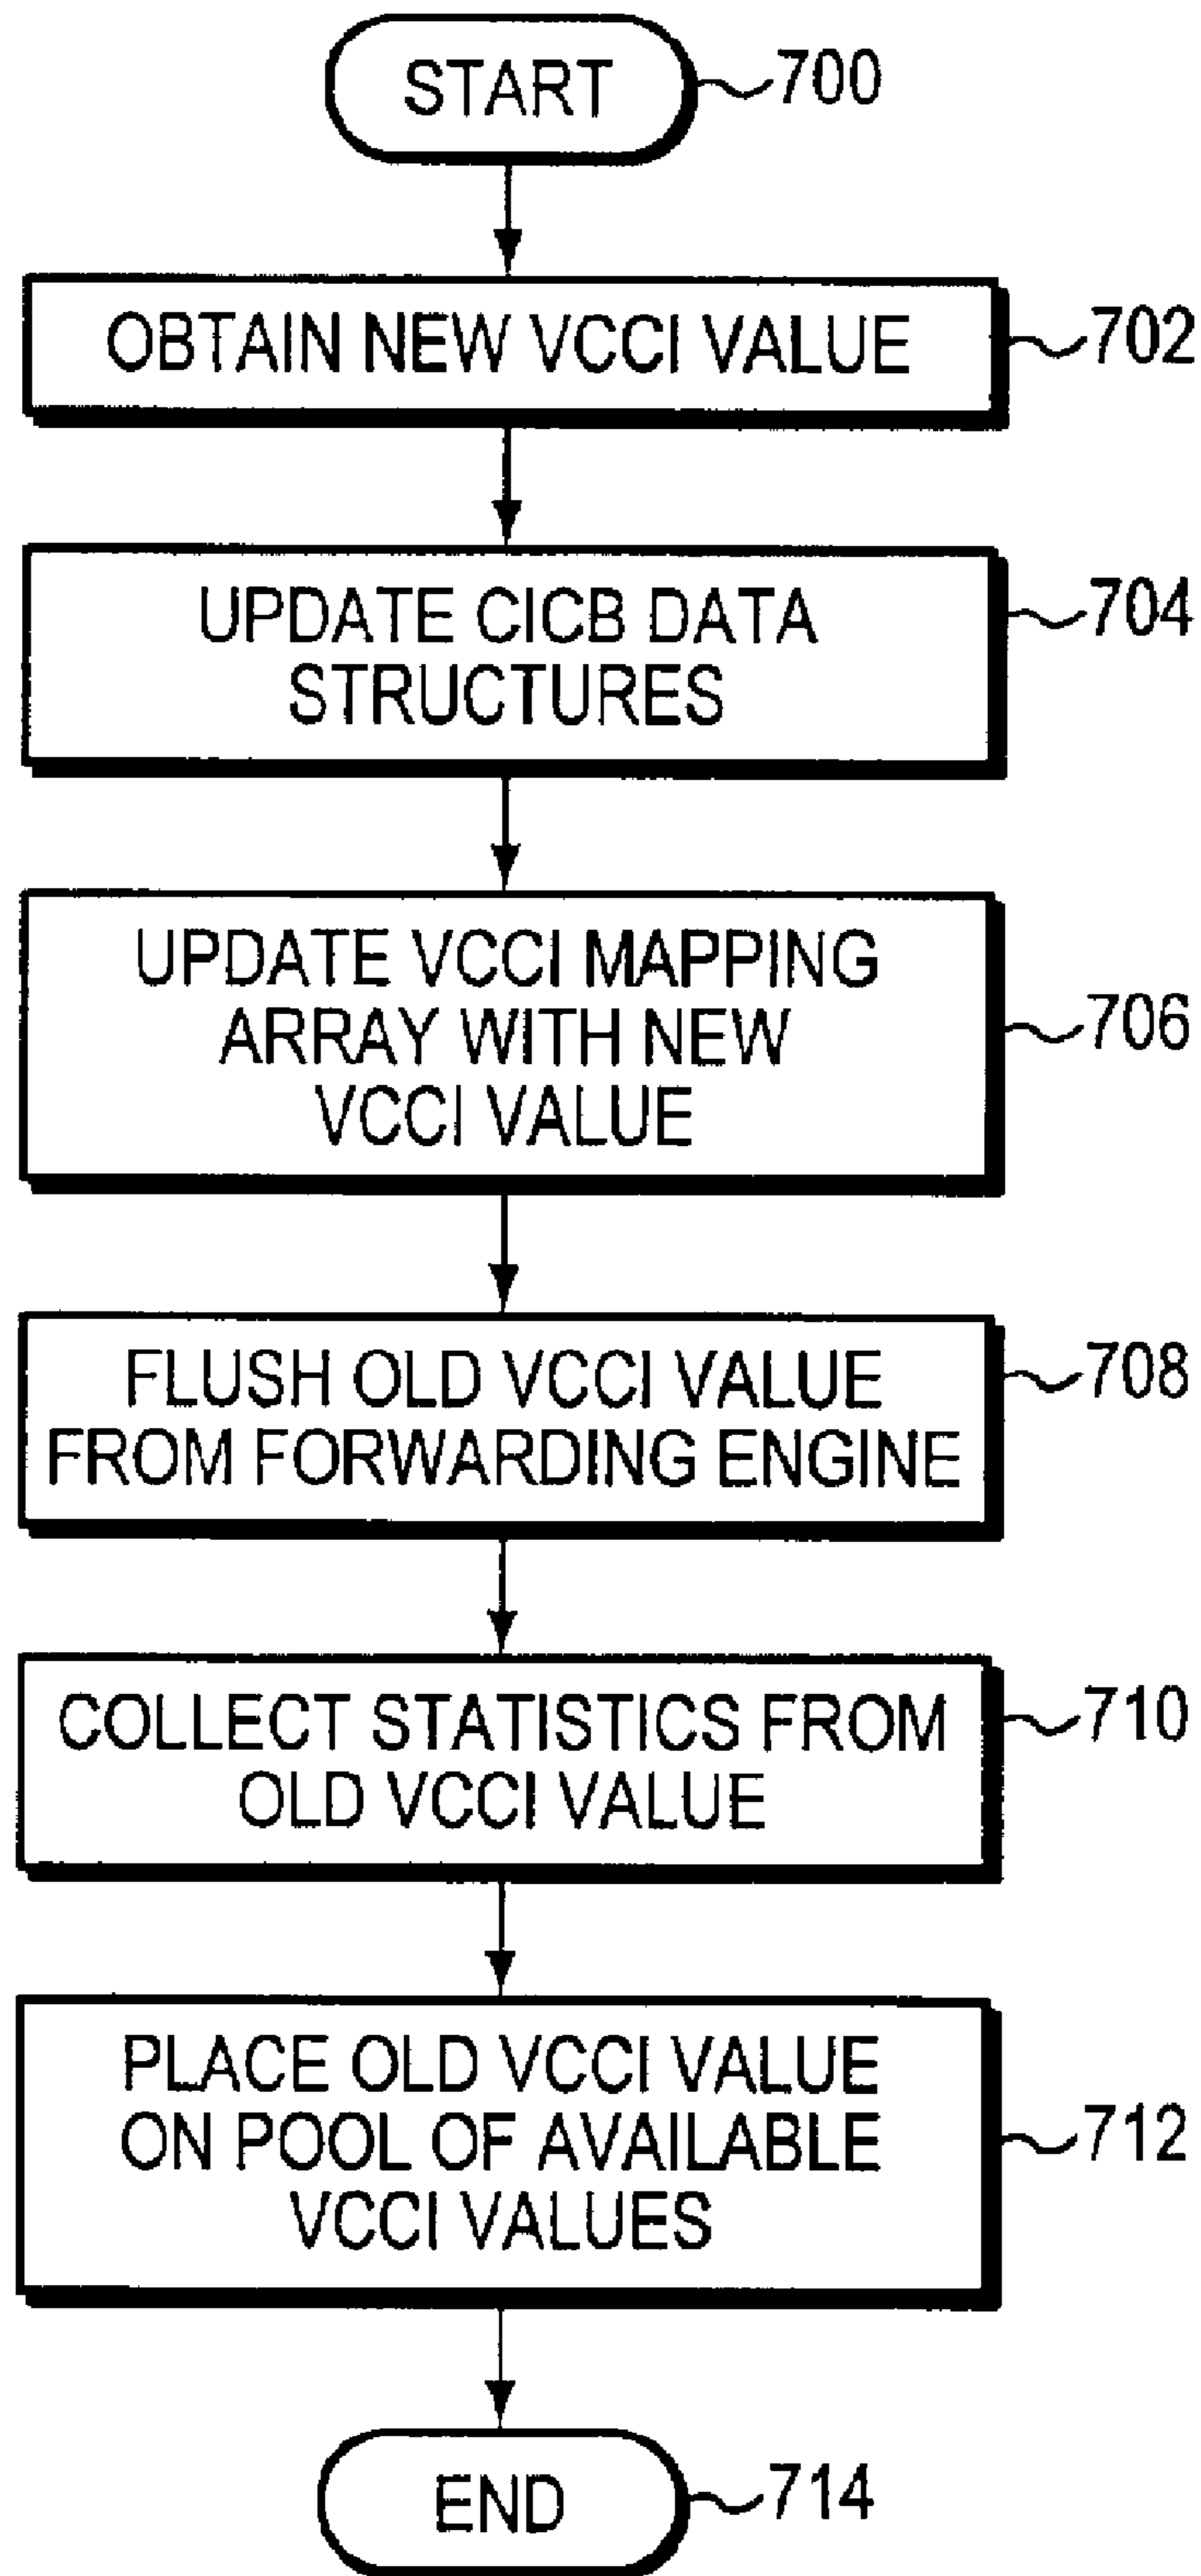 START
700
OBTAIN NEW VCCI VALUE
702
UPDATE CICB DATA
STRUCTURES
704
UPDATE VCCI MAPPING
ARRAY WITH NEW
VCCI VALUE
706
FLUSH OLD VCCI VALUE
FROM FORWARDING ENGINE
708
COLLECT STATISTICS FROM
OLD VCCI VALUE
710
PLACE OLD VCCI VALUE
ON POOL OF AVAILABLE
VCCI VALUES
712
END
714